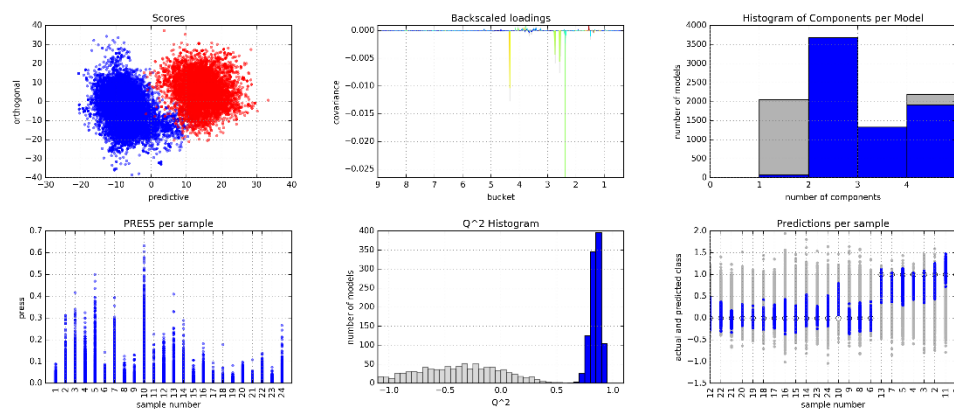 Scores
orthogonal
40
30
20
10
0
−10
−20
−30
−40
−30 −20 −10 0 10 20 30 40
predictive
Backscaled loadings
covariance
0.000
−0.005
−0.010
−0.015
−0.020
−0.025
9 8 7 6 5 4 3 2 1
bucket
Histogram of Components per Model
number of models
4000
3500
3000
2500
2000
1500
1000
500
0
0 1 2 3 4
number of components
PRESS per sample
press
0.7
0.6
0.5
0.4
0.3
0.2
0.1
0.0
1 2 3 4 5 6 7 8 9 10 11 12 13 14 15 16 17 18 19 20 21 22 23 24
sample number
Q^2 Histogram
number of models
400
350
300
250
200
150
100
50
0
−1.0 −0.5 0.0 0.5 1.0
Q^2
Predictions per sample
actual and predicted class
2.0
1.5
1.0
0.5
0.0
−0.5
−1.0
−1.5
12 22 21 20 19 18 17 16 15 14 23 24 10 9 8 6 13 7 5 4 3 2 11
sample number